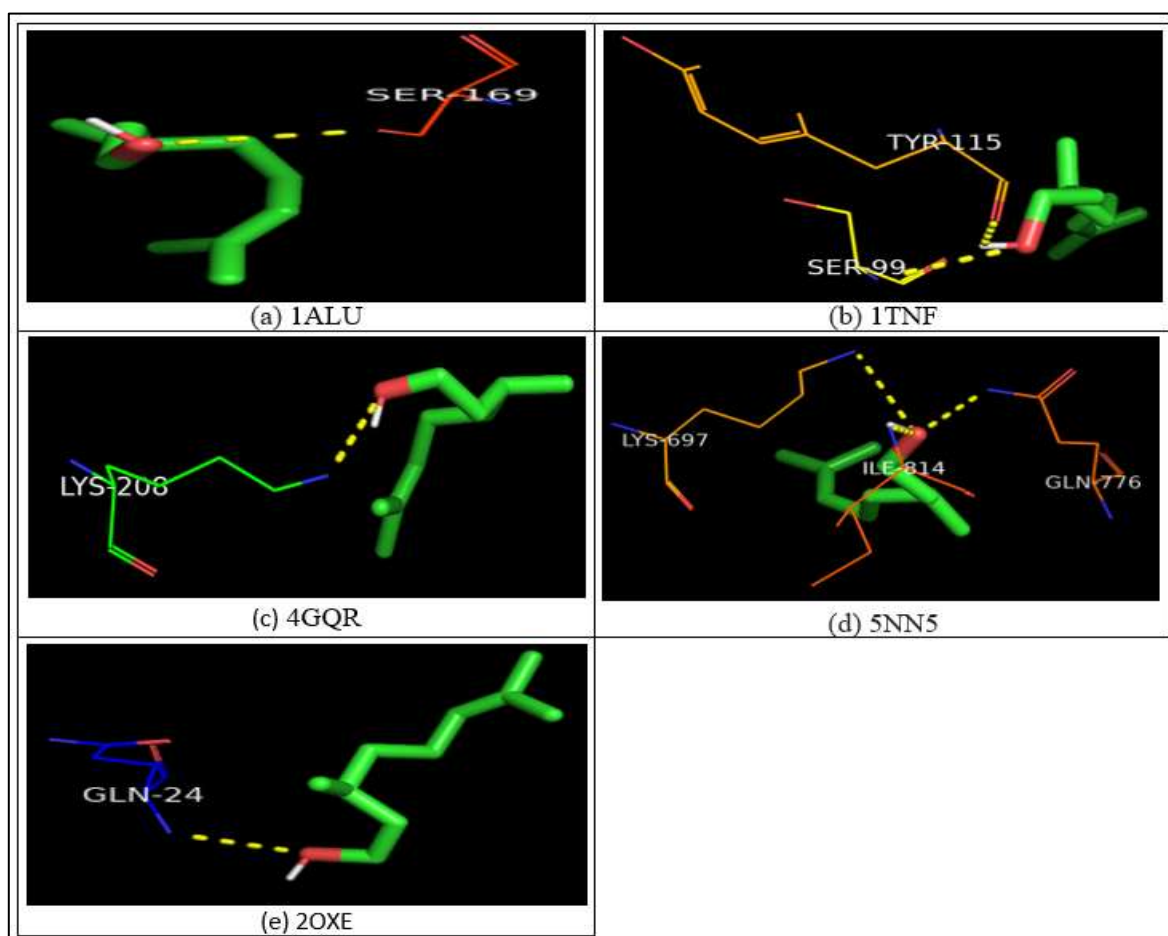 SER-169
(a) 1ALU
TYR-115
SER-99
(b) 1TNF
LYS-208
(c) 4GQR
LYS-697
ILE-814
GLN-776
(d) 5NN5
GLN-24
(e) 2OXE